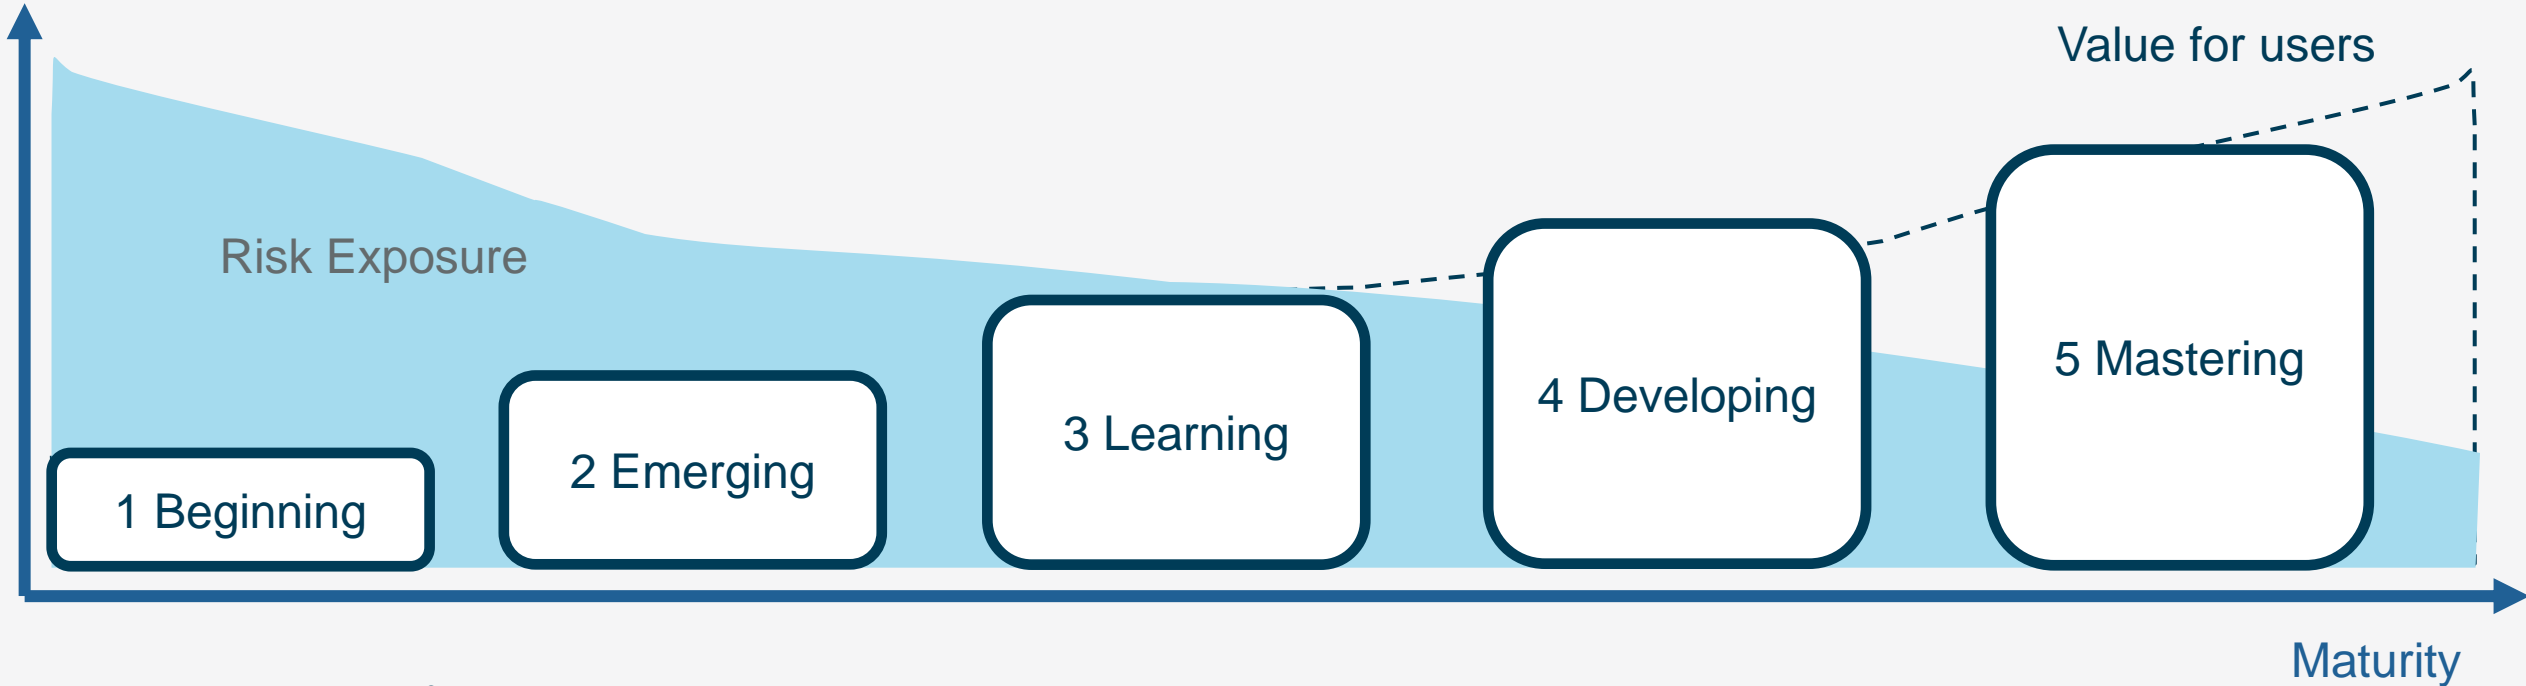 Value for users
Risk Exposure
1 Beginning
2 Emerging
3 Learning
4 Developing
5 Mastering
Maturity